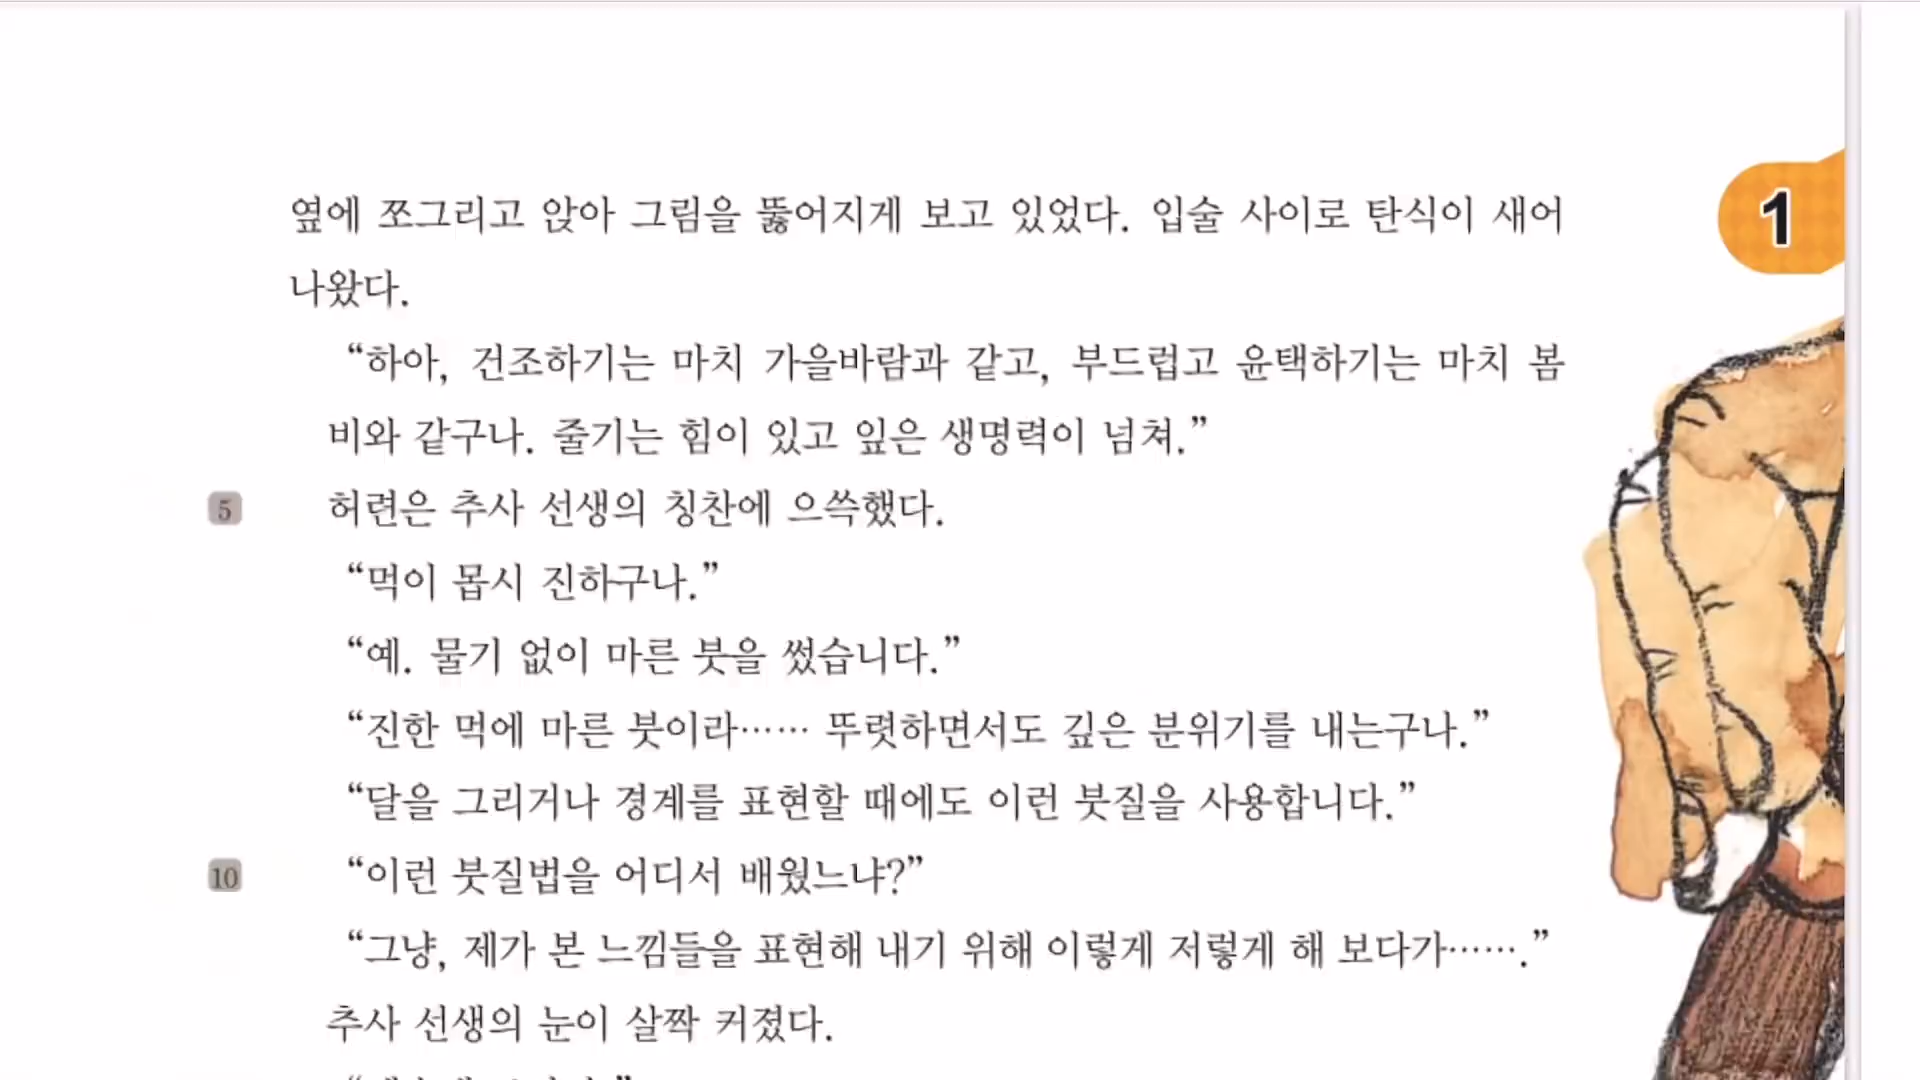 옆에 쪼그리고 앉아 그림을 뚫어지게 보고 있었다. 입술 사이로 탄식이 새어
나왔다.
“하아, 건조하기는 마치 가을바람과 같고, 부드럽고 윤택하기는 마치 봄
비와 같구나. 줄기는 힘이 있고 잎은 생명력이 넘쳐.”
5 허련은 추사 선생의 칭찬에 으쓱했다.
“먹이 몹시 진하구나.”
“예. 물기 없이 마른 붓을 썼습니다.”
“진한 먹에 마른 붓이라…… 뚜렷하면서도 깊은 분위기를 내는구나.”
“달을 그리거나 경계를 표현할 때에도 이런 붓질을 사용합니다.”
10 “이런 붓질법을 어디서 배웠느냐?”
“그냥, 제가 본 느낌들을 표현해 내기 위해 이렇게 저렇게 해 보다가…….”
추사 선생의 눈이 살짝 커졌다.
1